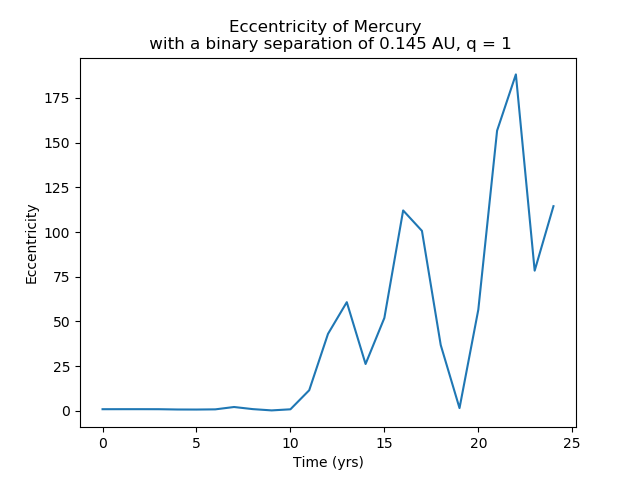 Eccentricity of Mercury
with a binary separation of 0.145 AU, q = 1
Eccentricity
175
150
125
100
75
50
25
0
0 5 10 15 20 25
Time (yrs)